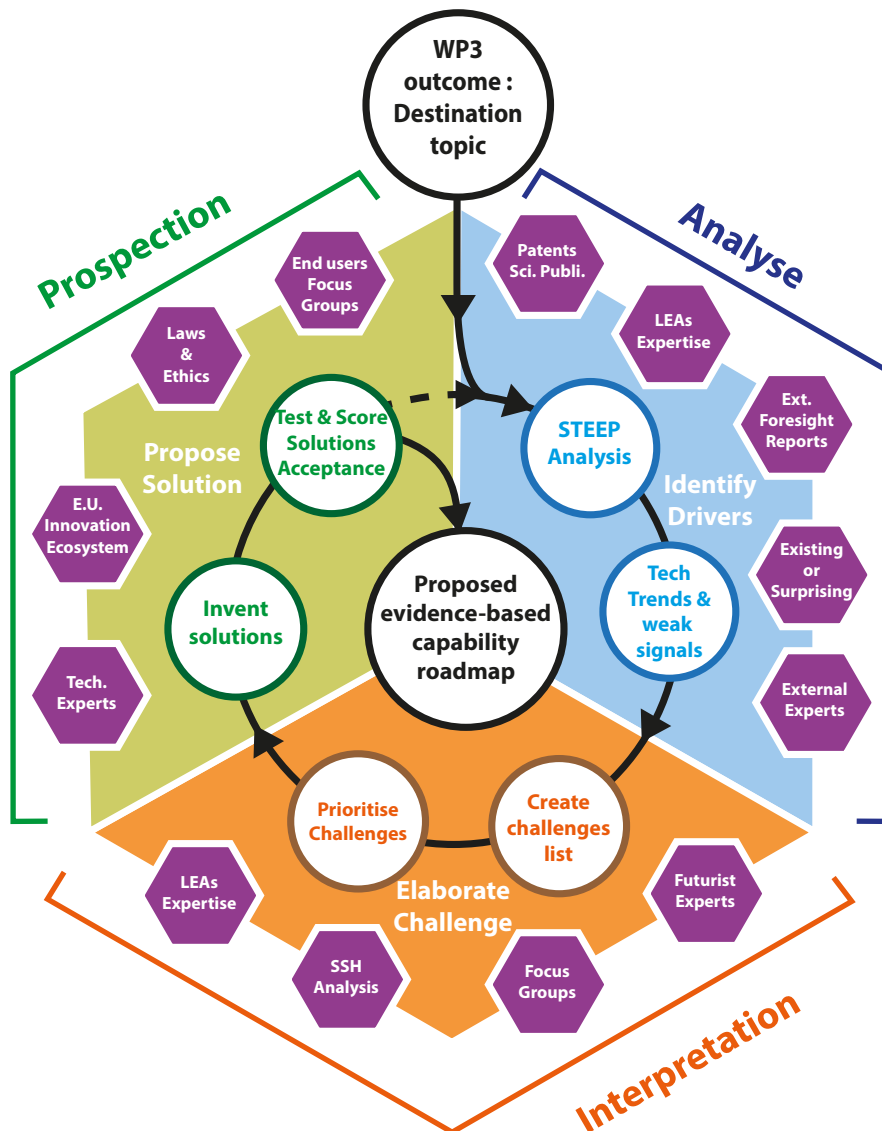 WP3
outcome :
Destination
topic
Prospection
Analyse
End users
Focus
Groups
Laws
&
Ethics
E.U.
Innovation
Ecosystem
Tech.
Experts
Propose
Solution
Test & Score
Solutions
Acceptance
Invent
solutions
Patents
Sci. Publi.
LEAs
Expertise
Ext.
Foresight
Reports
Existing
or
Surprising
External
Experts
STEEP
Analysis
Identify
Drivers
Tech
Trends &
weak
signals
Proposed
evidence-based
capability
roadmap
Prioritise
Challenges
Create
challenges
list
Elaborate
Challenge
LEAs
Expertise
SSH
Analysis
Focus
Groups
Futurist
Experts
Interpretation